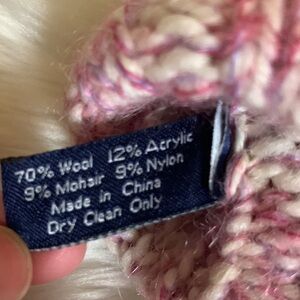 70% Wool 12% Acrylic
9% Mohair 9% Nylon
Made in China
Dry Clean Only